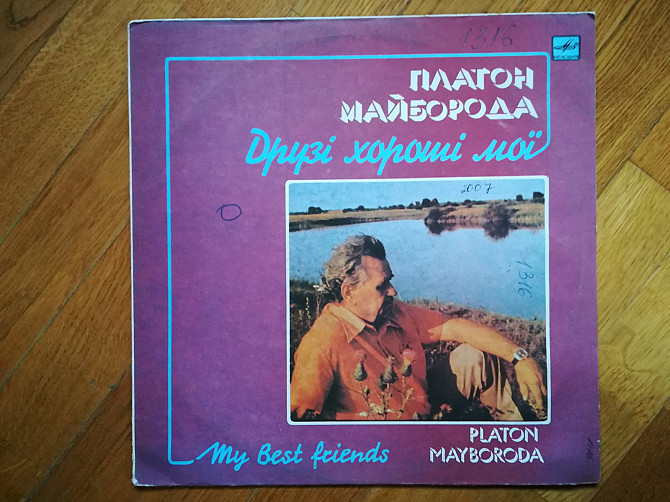 1316
ПЛАТОН
МАЙБОРОДА
Друзі хороші мої
2007
1316
PLATON
My Best friends MAYBORODA